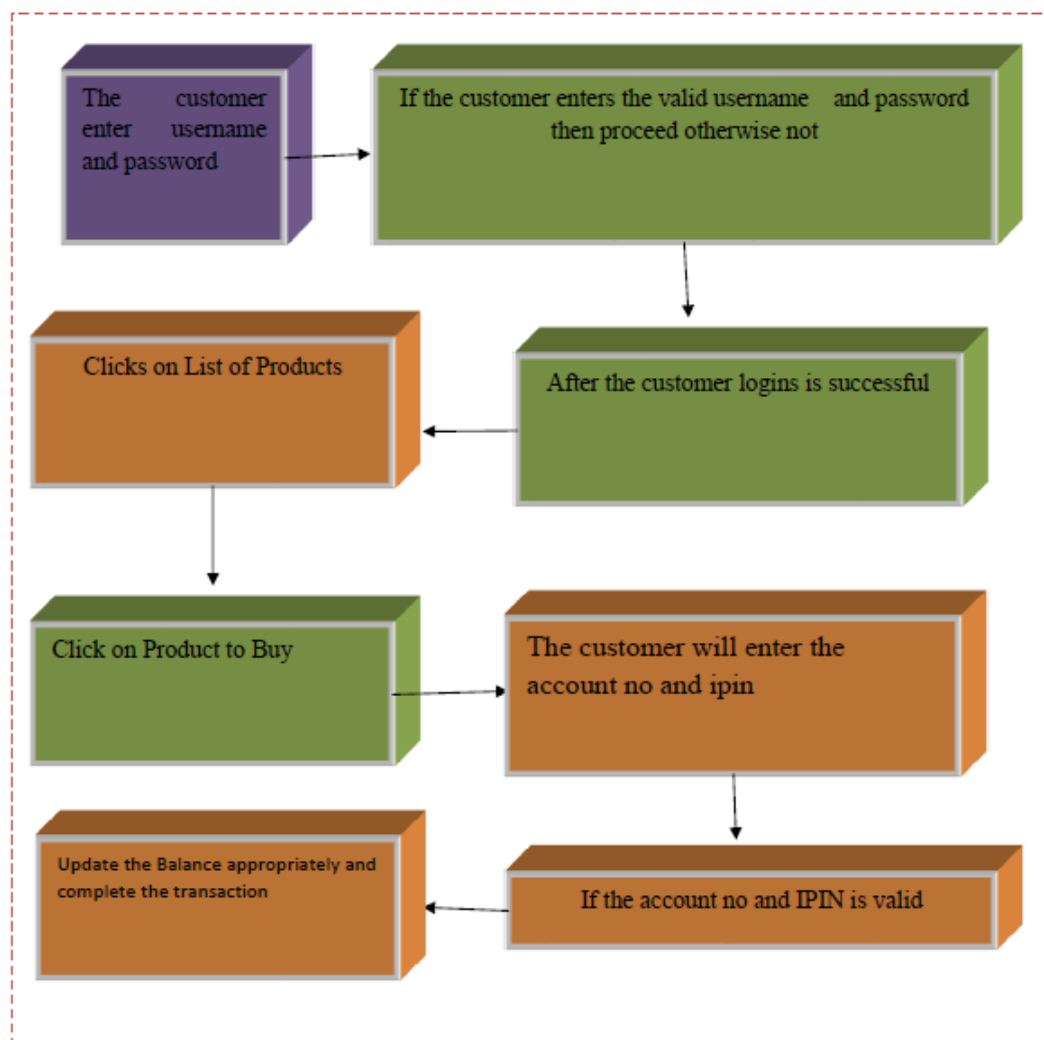 The customer
enter username
and password
If the customer enters the valid username and password
then proceed otherwise not
After the customer logins is successful
Clicks on List of Products
Click on Product to Buy
The customer will enter the
account no and ipin
If the account no and IPIN is valid
Update the Balance appropriately and
complete the transaction